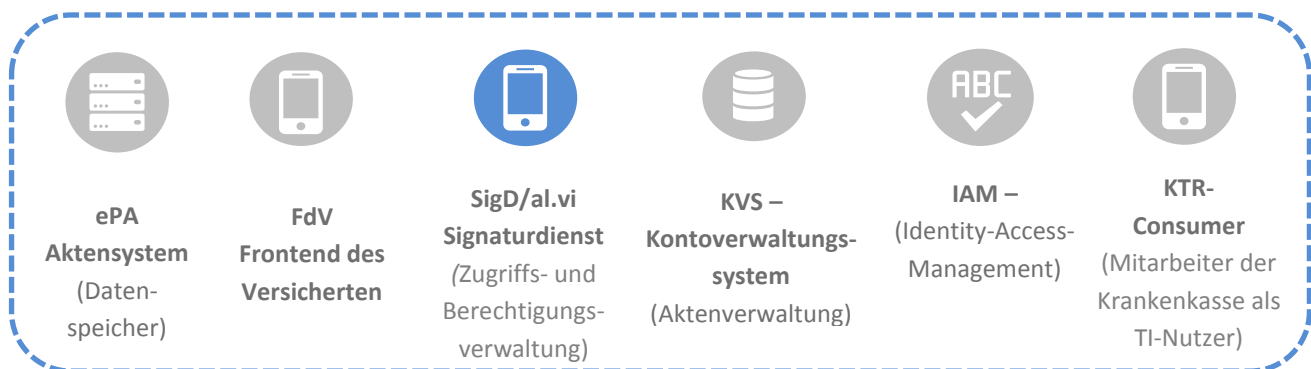 ABC
ePA
Aktensystem
(Daten-
speicher)
FdV
Frontend des
Versicherten
SigD/al.vi
Signaturdienst
(Zugriffs- und
Berechtigungs-
verwaltung)
KVS –
Kontoverwaltungs-
system
(Aktenverwaltung)
IAM –
(Identity-Access-
Management)
KTR-
Consumer
(Mitarbeiter der
Krankenkasse als
TI-Nutzer)